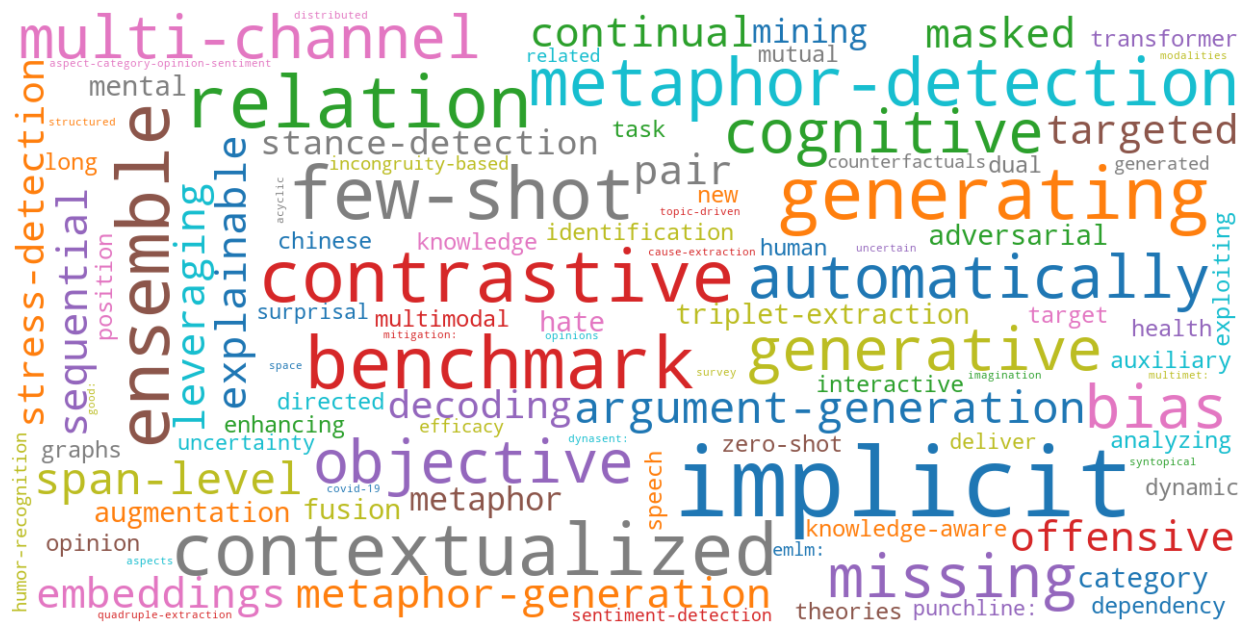 distributed
multi-channel
continual
mining
masked
transformer
aspect-category-opinion-sentiment
related
mutual
modalities
mental
relation
metaphor-detection
stress-detection
structured
ensemble
stance-detection
task
cognitive
targeted
long
explainable
incongruity-based
few-shot
pair
counterfactuals
dual
generated
sequential
leveraging
acyclic
new
topic-driven
generating
position
chinese
knowledge
identification
cause-extraction
human
uncertain
adversarial
exploiting
contrastive
automatically
surprisal
multimodal
hate
triplet-extraction
target
health
mitigation:
opinions
space
benchmark
survey
generative
auxiliary
good:
interactive
imagination
multimet:
directed
decoding
argument-generation
bias
enhancing
efficacy
graphs
uncertainty
dynasent:
zero-shot
deliver
analyzing
humor-recognition
span-level
objective
implicit
syntopical
covid-19
metaphor
speech
dynamic
augmentation
fusion
knowledge-aware
offensive
opinion
aspects
contextualized
emlm:
missing
category
embeddings
metaphor-generation
quadruple-extraction
sentiment-detection
theories
punchline:
dependency